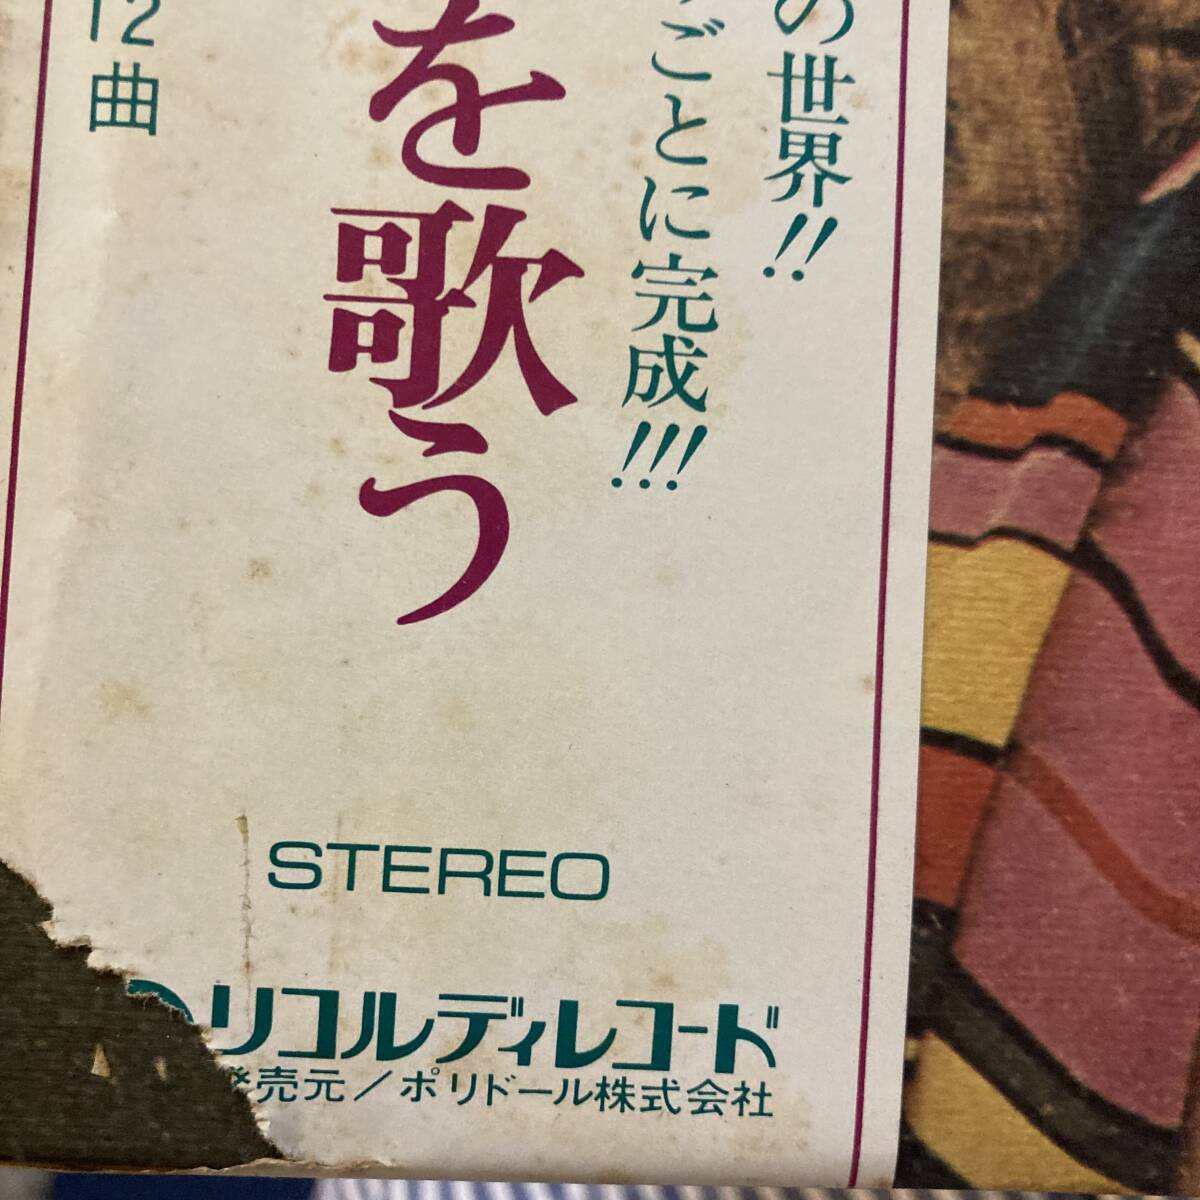 の世界!!
ごとに完成!!!
を歌う
12曲
STEREO
リコルディレコード
発売元/ポリドール株式会社